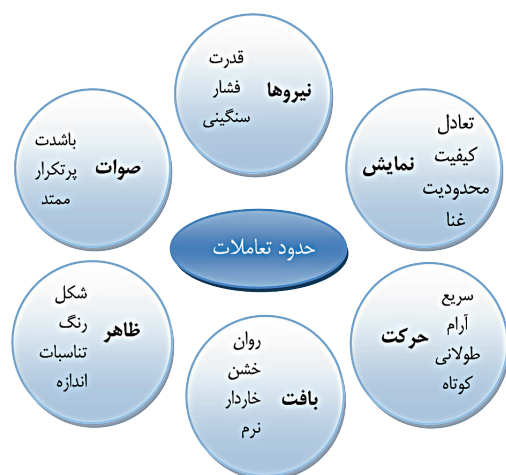 نیروها
قدرت
فشار
سنگینی
نمایش
تعادل
کیفیت
محدودیت
غنا
صوات
باشدت
پرتکرار
ممتد
حدود تعاملات
حرکت
سریع
آرام
طولانی
کوتاه
ظاهر
شکل
رنگ
تناسبات
اندازه
بافت
روان
خشن
خاردار
نرم